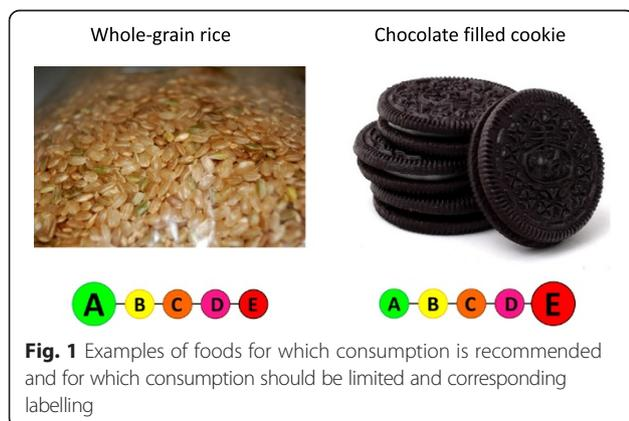 Whole-grain rice
Chocolate filled cookie
A B C D E
A B C D E
Fig. 1 Examples of foods for which consumption is recommended
and for which consumption should be limited and corresponding
labelling